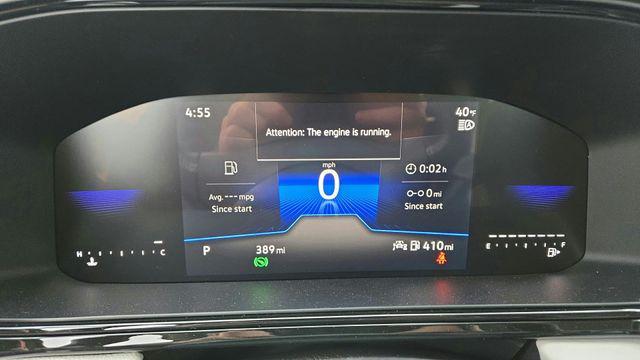 4:55
40°F
Attention: The engine is running.
mph
0
0:02 h
Avg. --- mpg
Since start
0 mi
Since start
H C
E F
P
389 mi
410 mi